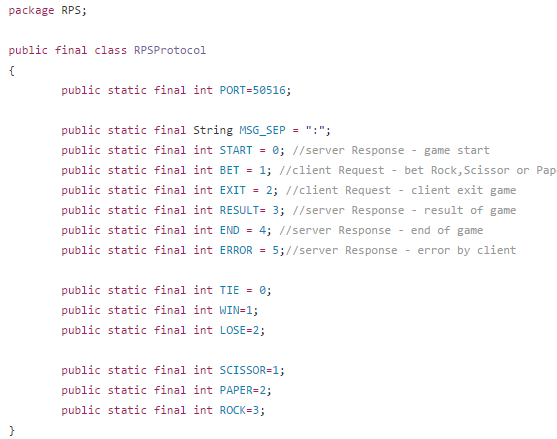 package RPS;
public final class RPSProtocol
{
public static final int PORT=50516;
public static final String MSG_SEP = ":";
public static final int START = 0; //server Response - game start
public static final int BET = 1; //client Request - bet Rock,Scissor or Pap
public static final int EXIT = 2; //client Request - client exit game
public static final int RESULT= 3; //server Response - result of game
public static final int END = 4; //server Response - end of game
public static final int ERROR = 5;//server Response - error by client
public static final int TIE = 0;
public static final int WIN=1;
public static final int LOSE=2;
public static final int SCISSOR=1;
public static final int PAPER=2;
public static final int ROCK=3;
}